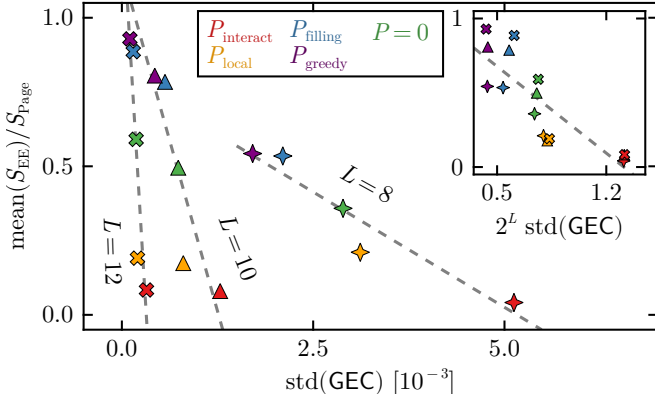 1.0
0.5
0.0
mean(S_EE)/S_Page
P_interact P_filling P = 0
P_local P_greedy
L = 12
L = 10
L = 8
0.0 2.5 5.0
std(GEC) [10^{-3}]
1
0
0.5 1.2
2^L std(GEC)